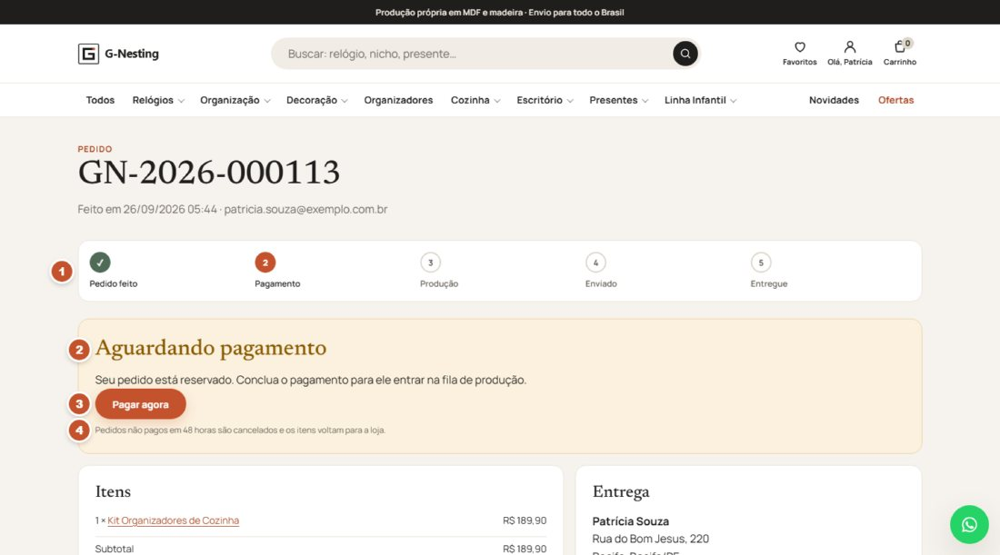 Produção própria em MDF e madeira · Envio para todo o Brasil
G G-Nesting
Buscar: relógio, nicho, presente...
Favoritos
Olá, Patrícia
0
Carrinho
Todos Relógios Organização Decoração Organizadores Cozinha Escritório Presentes Linha Infantil Novidades Ofertas
PEDIDO
GN-2026-000113
Feito em 26/09/2026 05:44 · patricia.souza@exemplo.com.br
1
2 3 4 5
Pedido feito Pagamento Produção Enviado Entregue
2 Aguardando pagamento
Seu pedido está reservado. Conclua o pagamento para ele entrar na fila de produção.
3 Pagar agora
4 Pedidos não pagos em 48 horas são cancelados e os itens voltam para a loja.
Itens
1 × Kit Organizadores de Cozinha R$ 189,90
Subtotal R$ 189,90
Entrega
Patrícia Souza
Rua do Bom Jesus, 220